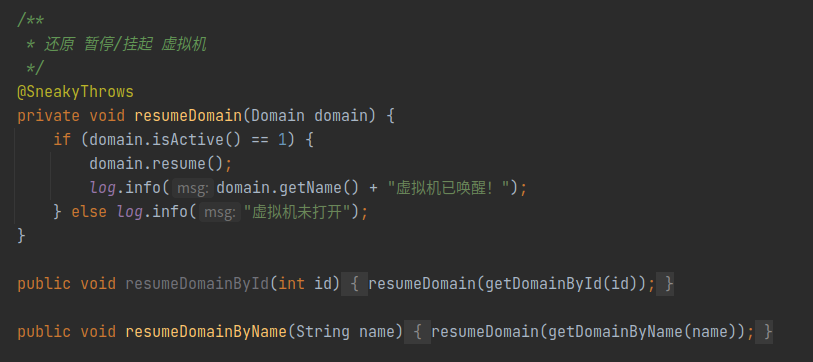 /**
 * 还原 暂停/挂起 虚拟机
 */
@SneakyThrows
private void resumeDomain(Domain domain) {
    if (domain.isActive() == 1) {
        domain.resume();
        log.info( msg: domain.getName() + "虚拟机已唤醒！");
    } else log.info( msg: "虚拟机未打开");
}
public void resumeDomainById(int id) { resumeDomain(getDomainById(id)); }
public void resumeDomainByName(String name) { resumeDomain(getDomainByName(name)); }